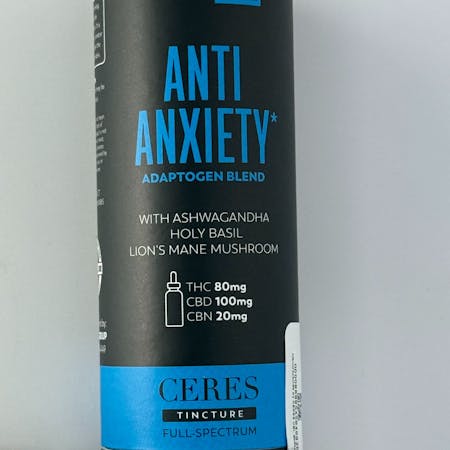 ANTI
ANXIETY*
ADAPTOGEN BLEND
WITH ASHWAGANDHA
HOLY BASIL
LION'S MANE MUSHROOM
THC 80mg
CBD 100mg
CBN 20mg
CERES
TINCTURE
FULL-SPECTRUM